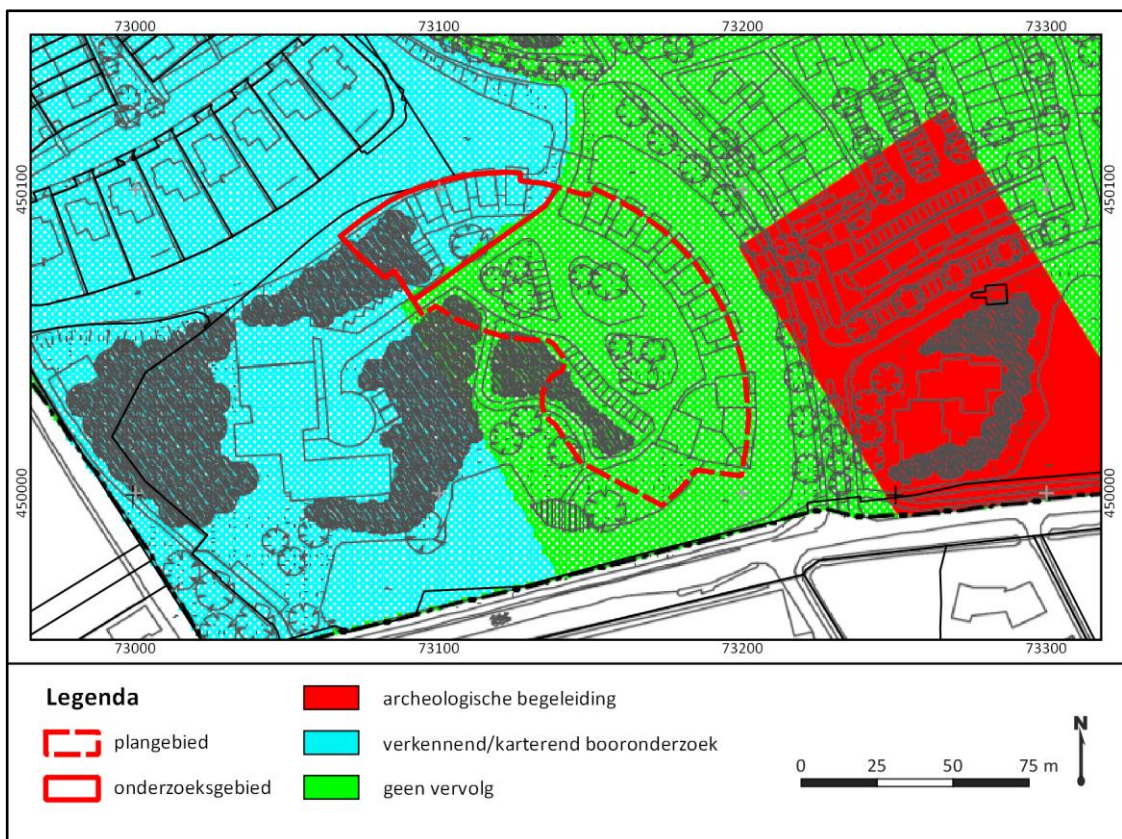 73000 73100 73200 73300
450100 450100
450000 450000
73000 73100 73200 73300
Legenda
plangebied
onderzoeksgebied
archeologische begeleiding
verkennend/karterend booronderzoek
geen vervolg
N
0 25 50 75 m